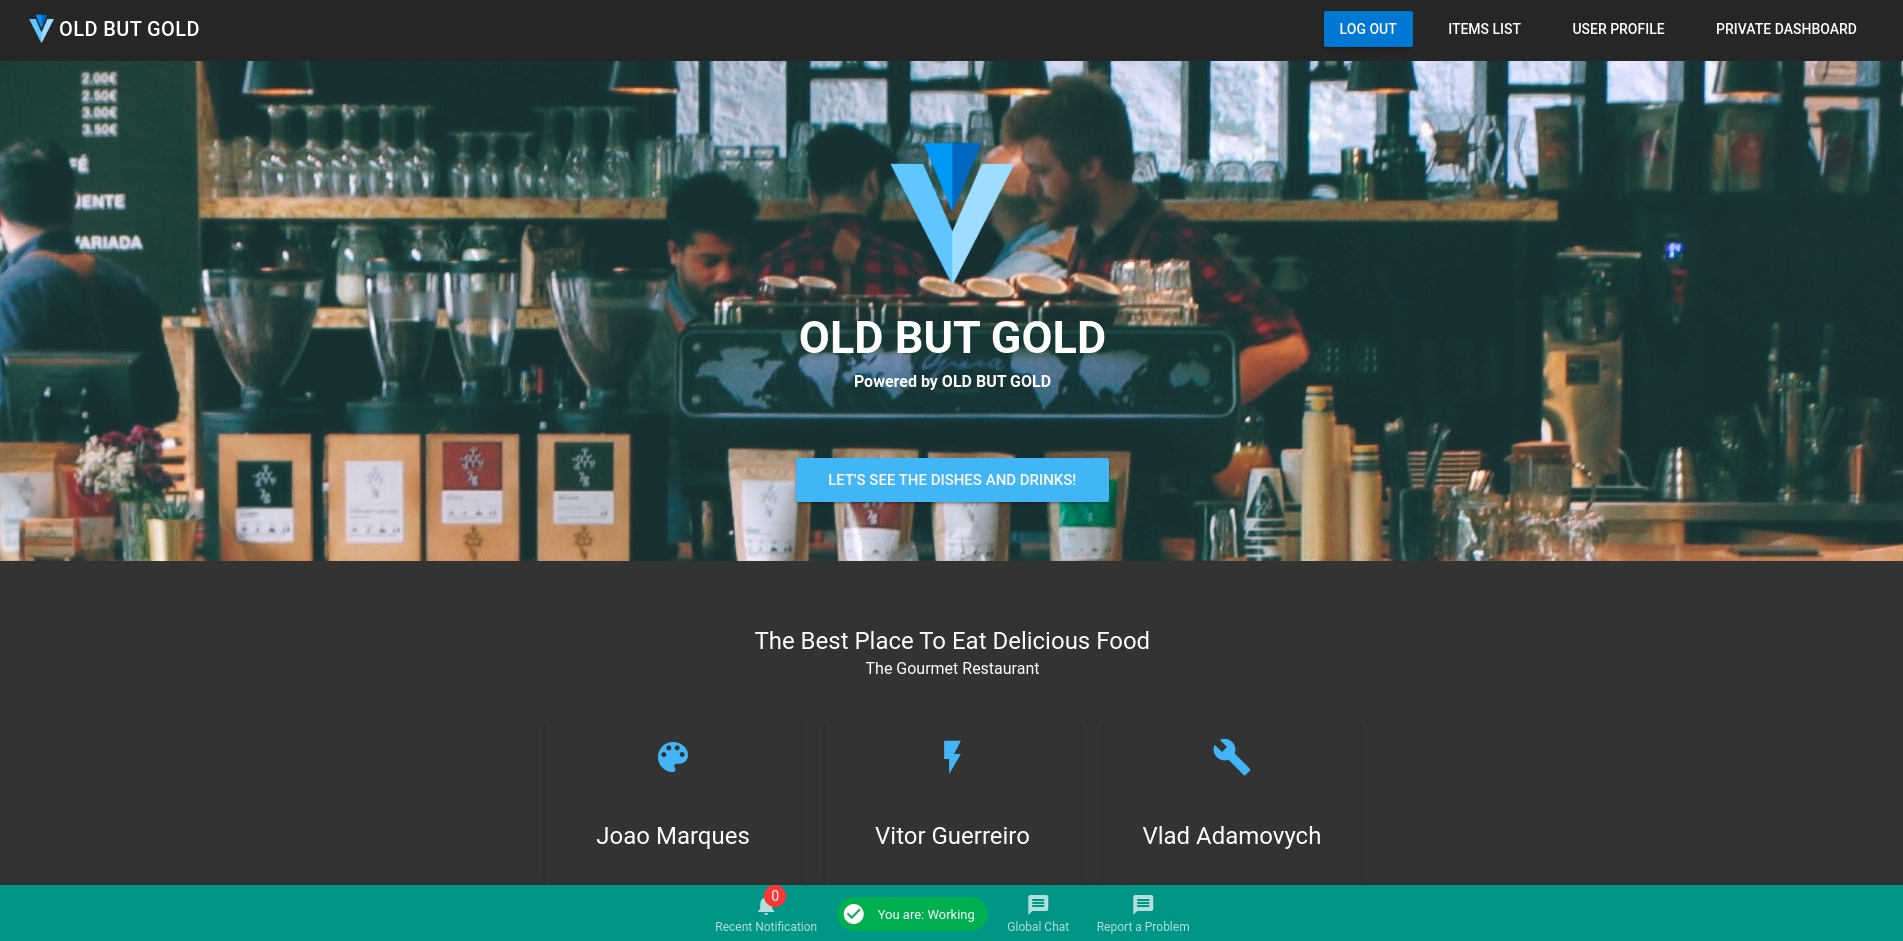 OLD BUT GOLD
LOG OUT
ITEMS LIST
USER PROFILE
PRIVATE DASHBOARD
2.00€
2.50€
3.00€
3.50€
FÉ
UENTE
VARIADA
OLD BUT GOLD
Powered by OLD BUT GOLD
LET'S SEE THE DISHES AND DRINKS!
The Best Place To Eat Delicious Food
The Gourmet Restaurant
Joao Marques
Vitor Guerreiro
Vlad Adamovych
0
Recent Notification
You are: Working
Global Chat
Report a Problem